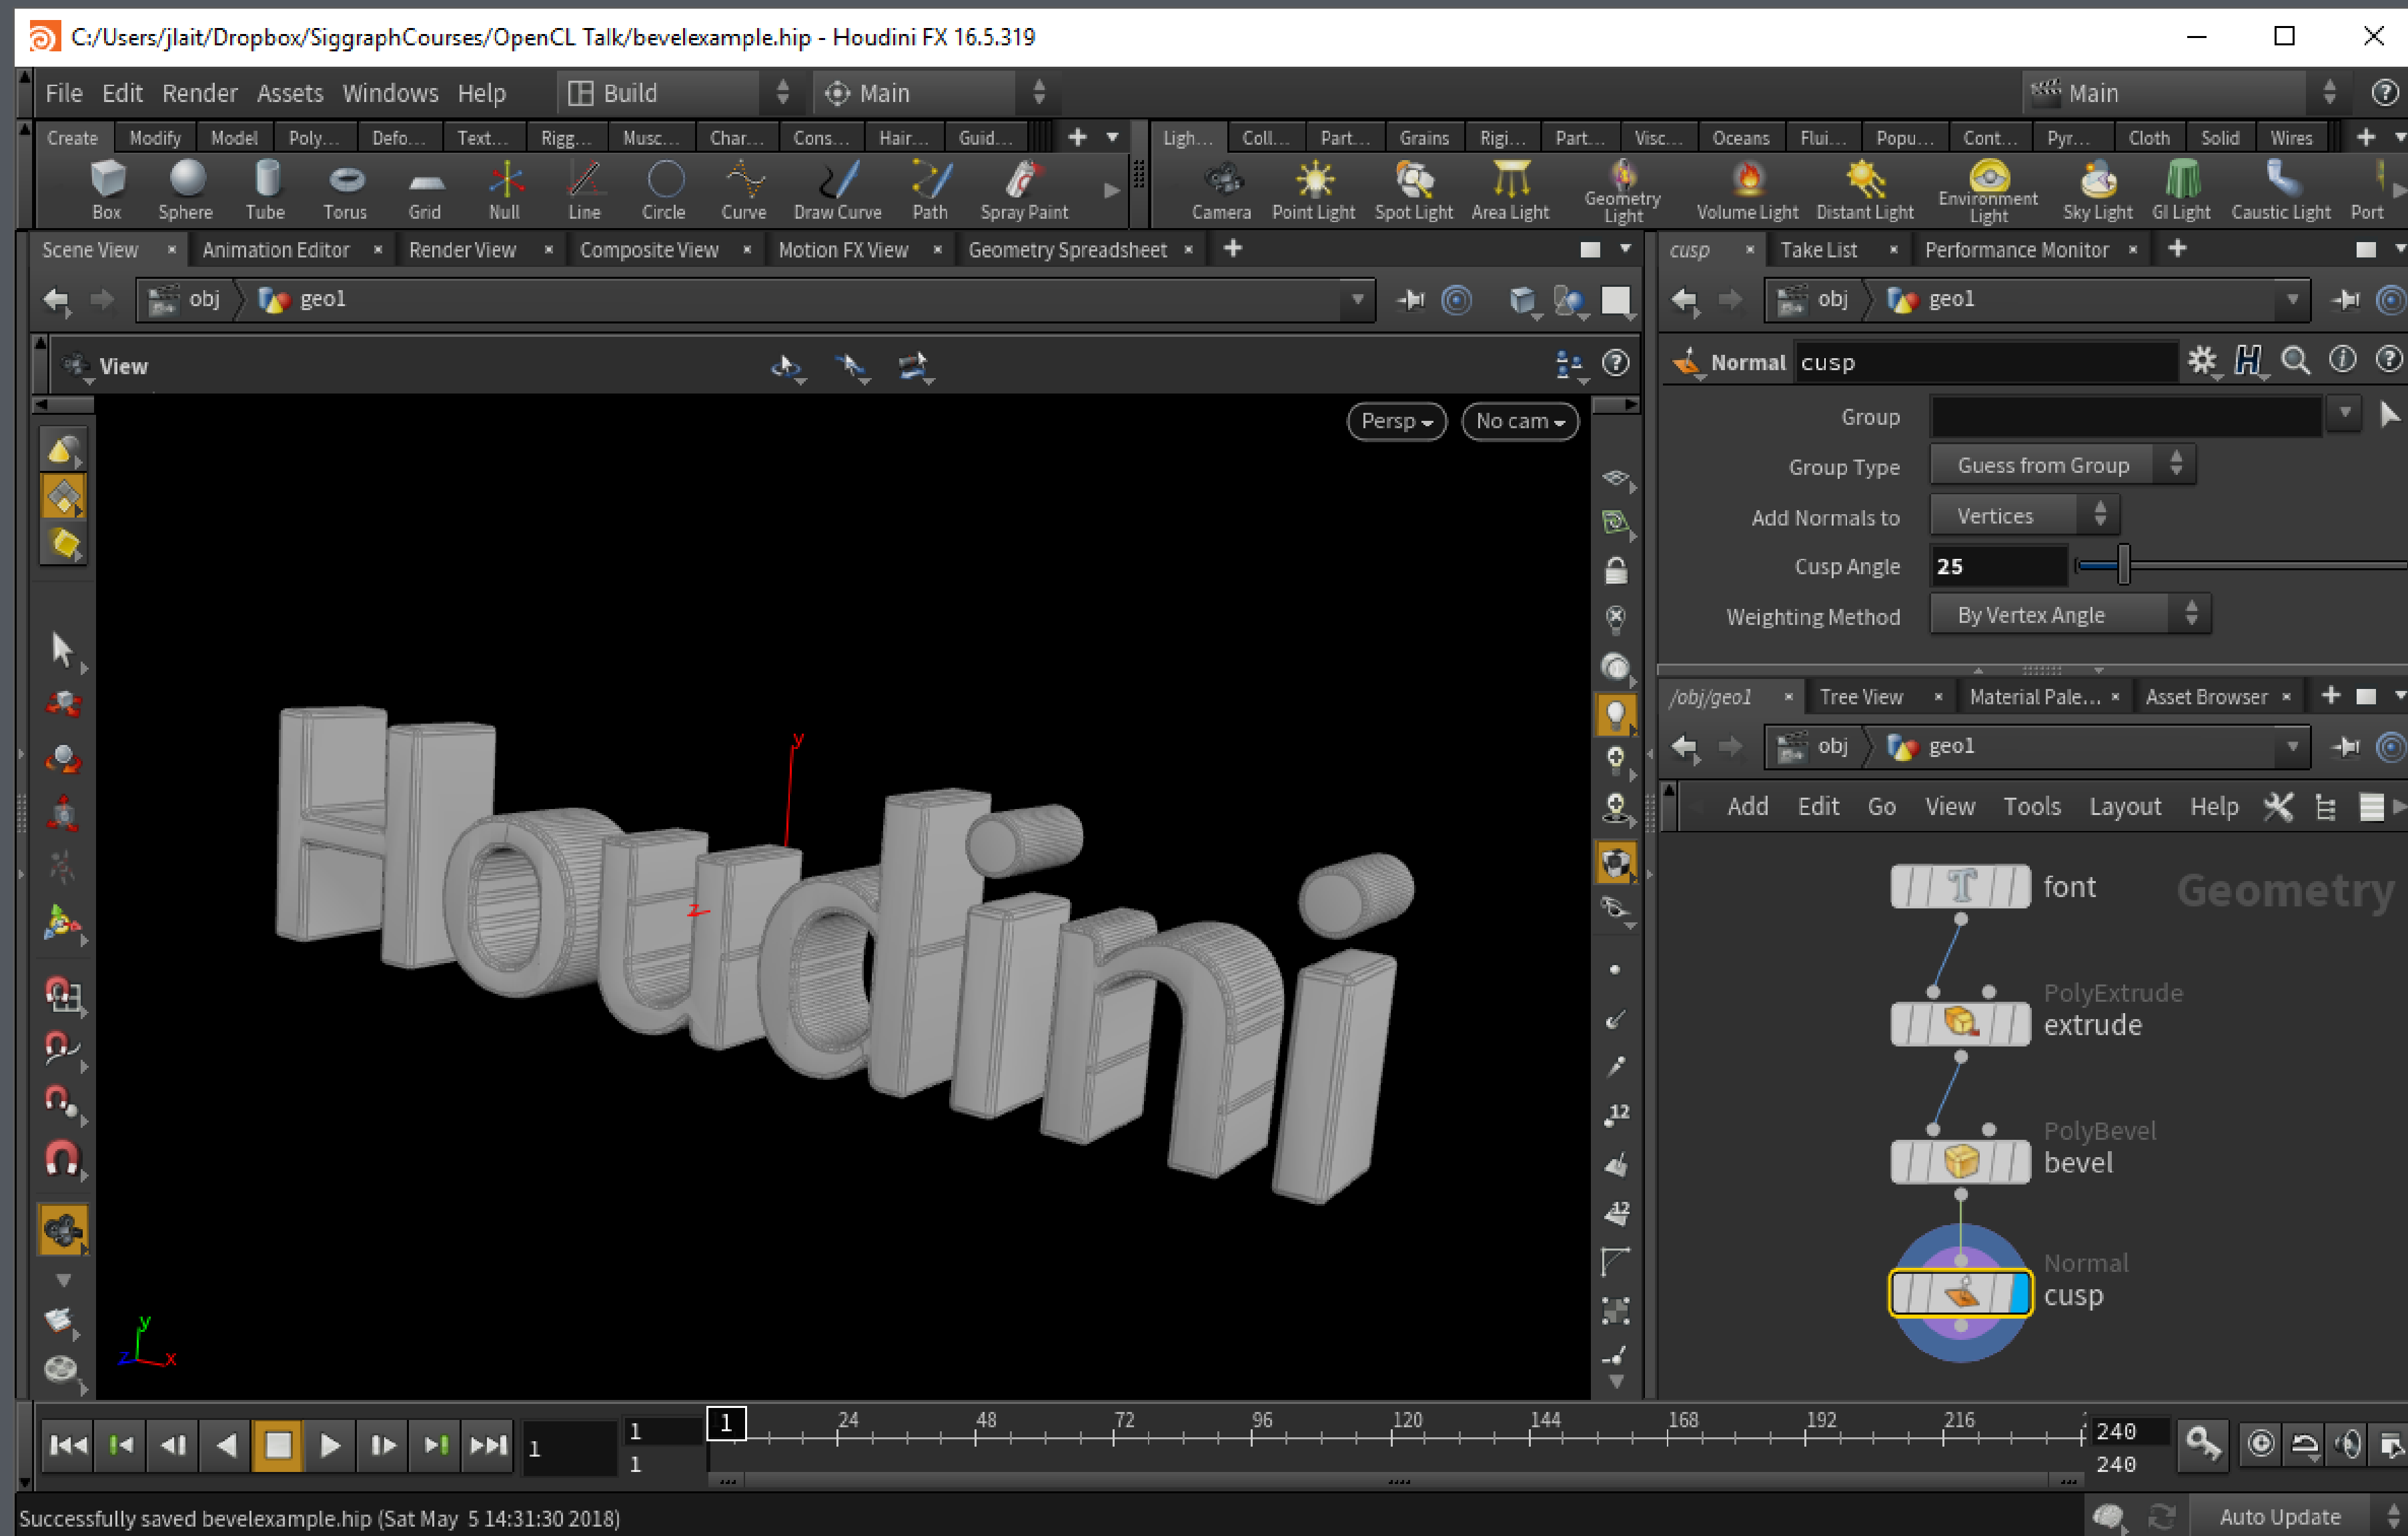 C:/Users/jlait/Dropbox/SiggraphCourses/OpenCL Talk/bevelexample.hip - Houdini FX 16.5.319
File Edit Render Assets Windows Help Build Main Main
Create Modify Model Poly... Defo... Text... Rigg... Musc... Char... Cons... Hair... Guid... Ligh... Coll... Part... Grains Rigi... Part... Visc... Oceans Flui... Popu... Cont... Pyr... Cloth Solid Wires
Box Sphere Tube Torus Grid Null Line Circle Curve Draw Curve Path Spray Paint Camera Point Light Spot Light Area Light Geometry Light Volume Light Distant Light Environment Light Sky Light GI Light Caustic Light Port
Scene View Animation Editor Render View Composite View Motion FX View Geometry Spreadsheet cusp Take List Performance Monitor
obj geo1 obj geo1
View Normal cusp
Persp No cam
Group
Group Type Guess from Group
Add Normals to Vertices
Cusp Angle 25
Weighting Method By Vertex Angle
/obj/geo1 Tree View Material Pale... Asset Browser
obj geo1
Add Edit Go View Tools Layout Help
Houdini
y
z
y
z x
12
12
font Geometry
PolyExtrude
extrude
PolyBevel
bevel
Normal
cusp
1 1 1 24 48 72 96 120 144 168 192 216 240
1 240
Successfully saved bevelexample.hip (Sat May 5 14:31:30 2018) Auto Update